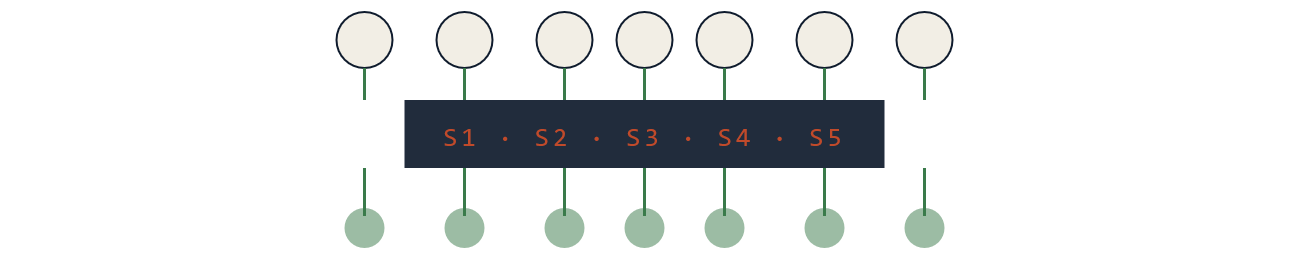 S1 · S2 · S3 · S4 · S5